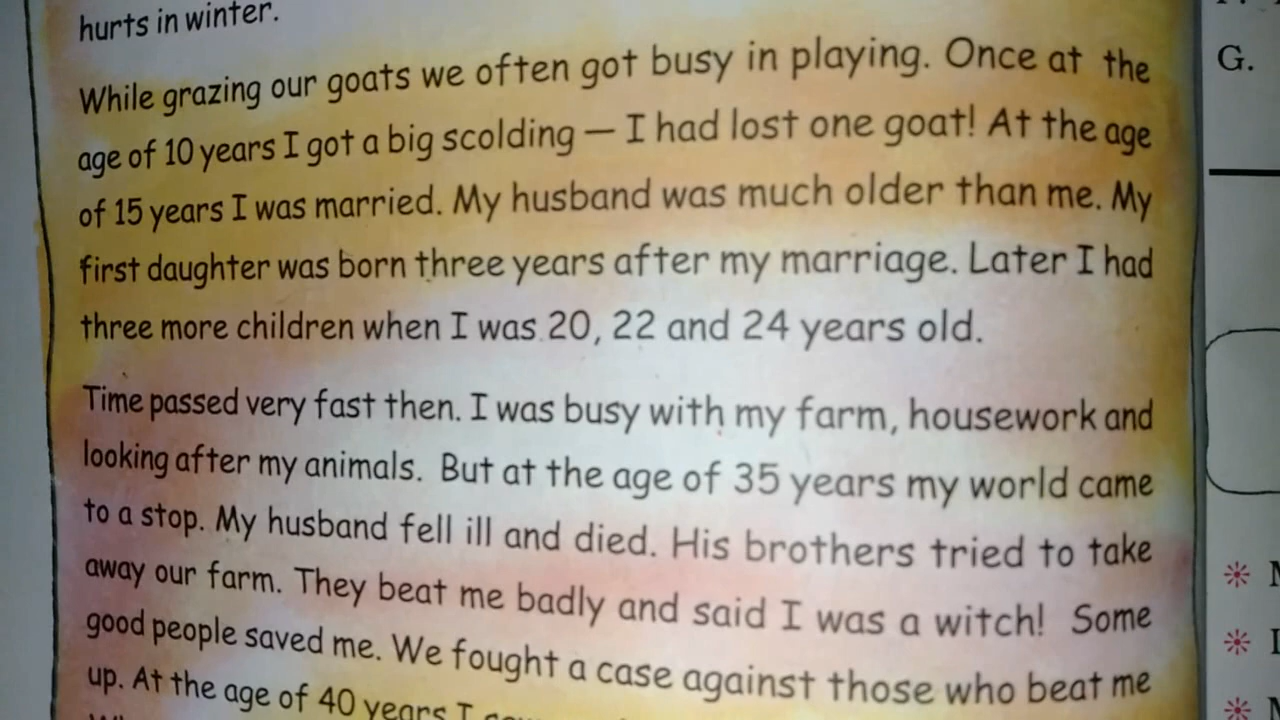 hurts in winter.
While grazing our goats we often got busy in playing. Once at the
age of 10 years I got a big scolding — I had lost one goat! At the age
of 15 years I was married. My husband was much older than me. My
first daughter was born three years after my marriage. Later I had
three more children when I was 20, 22 and 24 years old.
Time passed very fast then. I was busy with my farm, housework and
looking after my animals. But at the age of 35 years my world came
to a stop. My husband fell ill and died. His brothers tried to take
away our farm. They beat me badly and said I was a witch! Some
good people saved me. We fought a case against those who beat me
up. At the age of 40 years I
G.